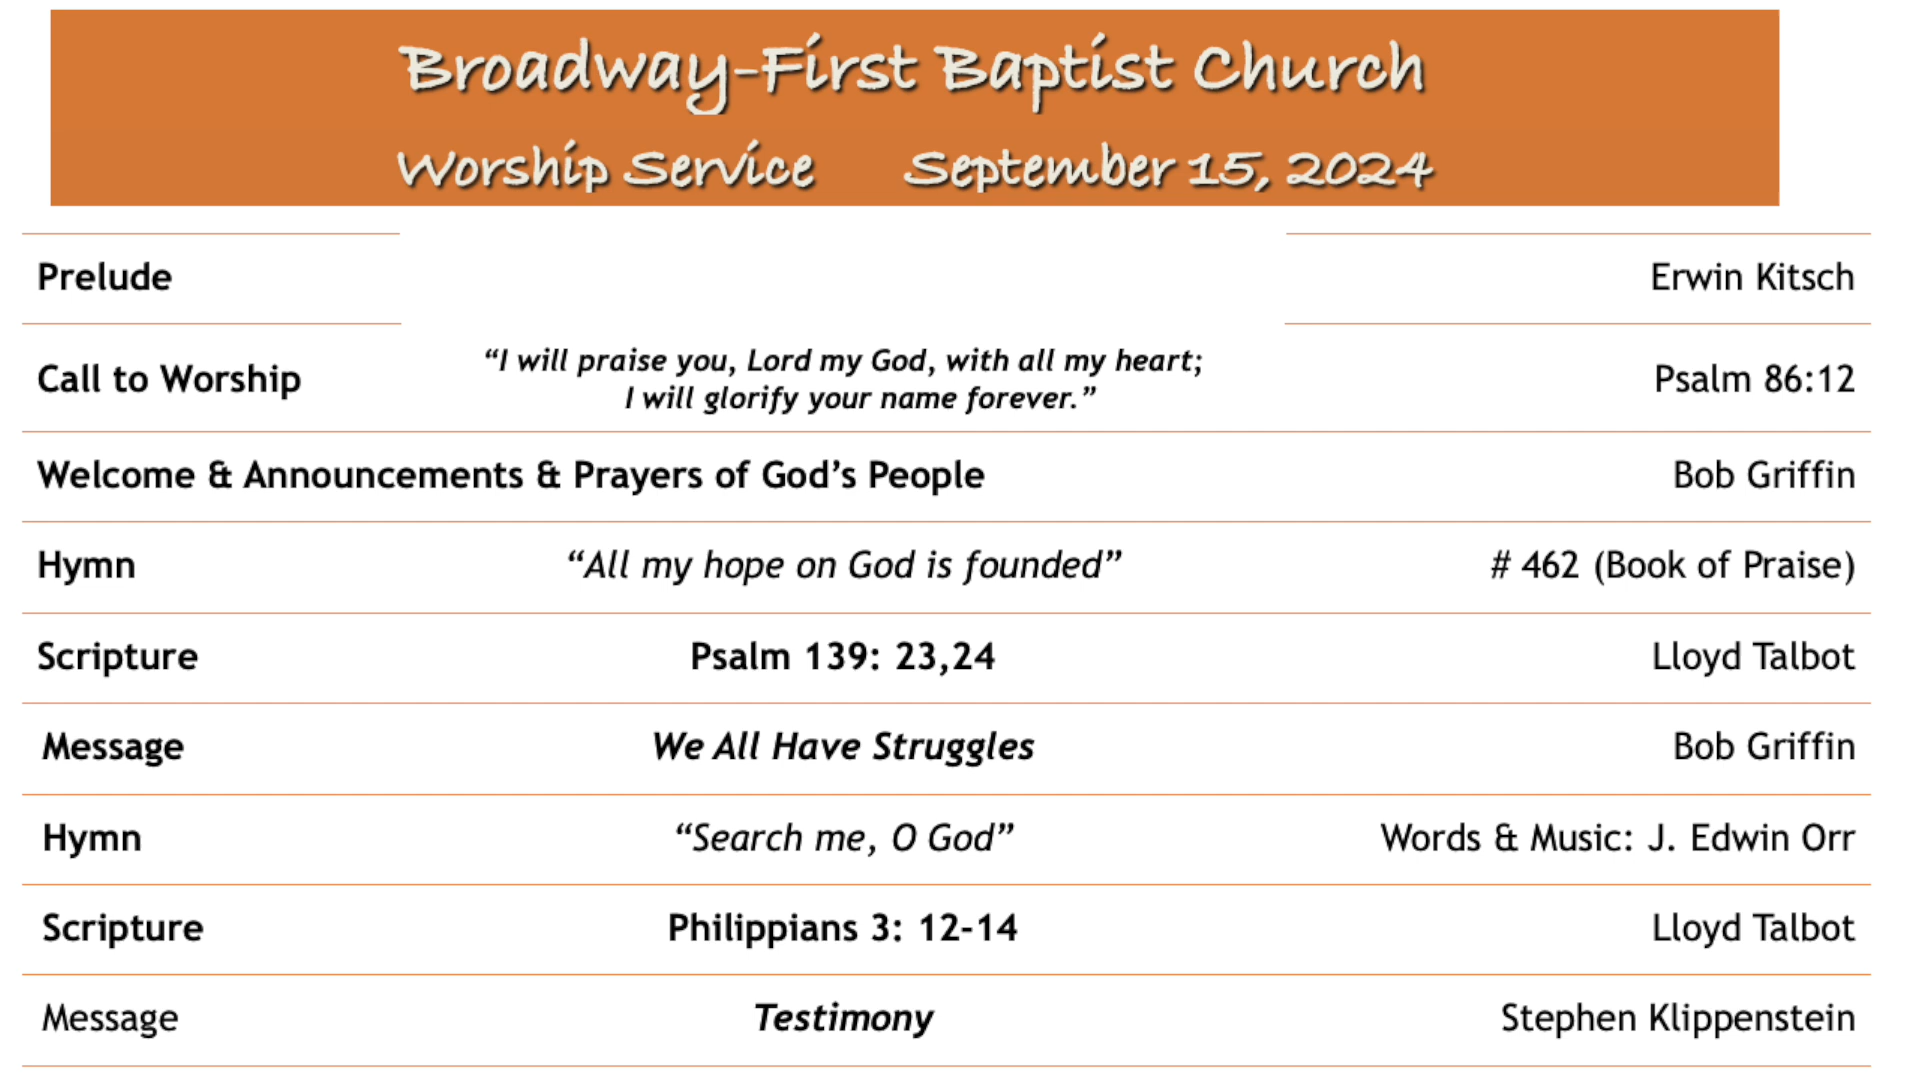 Broadway-First Baptist Church
Worship Service September 15, 2024
Prelude Erwin Kitsch
Call to Worship “I will praise you, Lord my God, with all my heart;
I will glorify your name forever.” Psalm 86:12
Welcome & Announcements & Prayers of God’s People Bob Griffin
Hymn “All my hope on God is founded” # 462 (Book of Praise)
Scripture Psalm 139: 23,24 Lloyd Talbot
Message We All Have Struggles Bob Griffin
Hymn “Search me, O God” Words & Music: J. Edwin Orr
Scripture Philippians 3: 12-14 Lloyd Talbot
Message Testimony Stephen Klippenstein